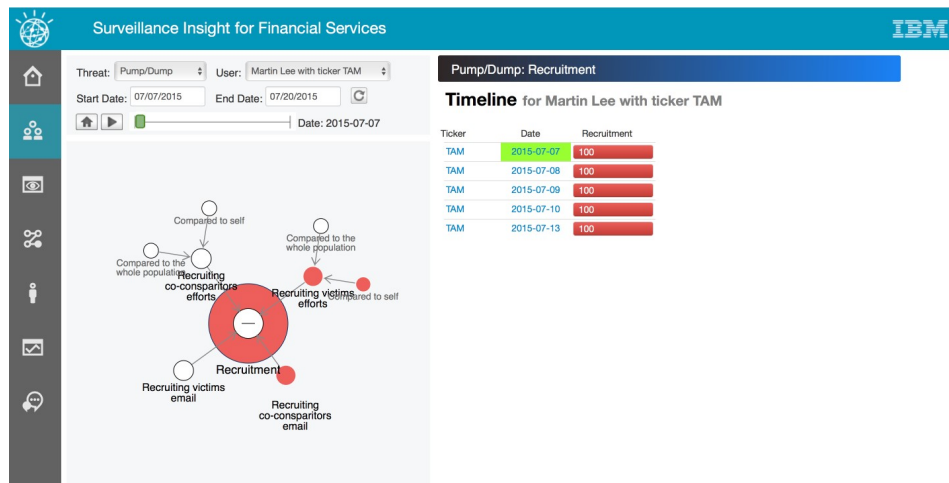 Surveillance Insight for Financial Services
IBM
Threat: Pump/Dump User: Martin Lee with ticker TAM
Start Date: 07/07/2015 End Date: 07/20/2015
Date: 2015-07-07
Compared to self
Compared to the
whole population
Recruiting
co-consparitors
efforts
Compared to the
whole population
Recruiting victims
efforts
Compared to self
Recruitment
Recruiting victims
email
Recruiting
co-consparitors
email
Pump/Dump: Recruitment
Timeline for Martin Lee with ticker TAM
Ticker Date Recruitment
TAM 2015-07-07 100
TAM 2015-07-08 100
TAM 2015-07-09 100
TAM 2015-07-10 100
TAM 2015-07-13 100